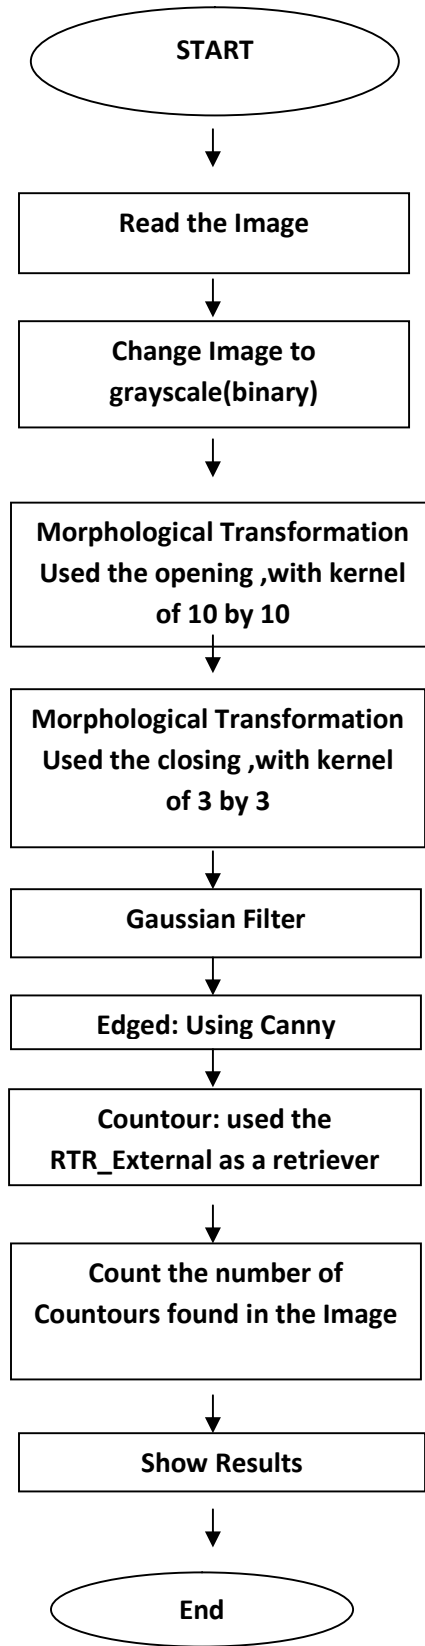 START
Read the Image
Change Image to
grayscale(binary)
Morphological Transformation
Used the opening ,with kernel
of 10 by 10
Morphological Transformation
Used the closing ,with kernel
of 3 by 3
Gaussian Filter
Edged: Using Canny
Countour: used the
RTR_External as a retriever
Count the number of
Countours found in the Image
Show Results
End